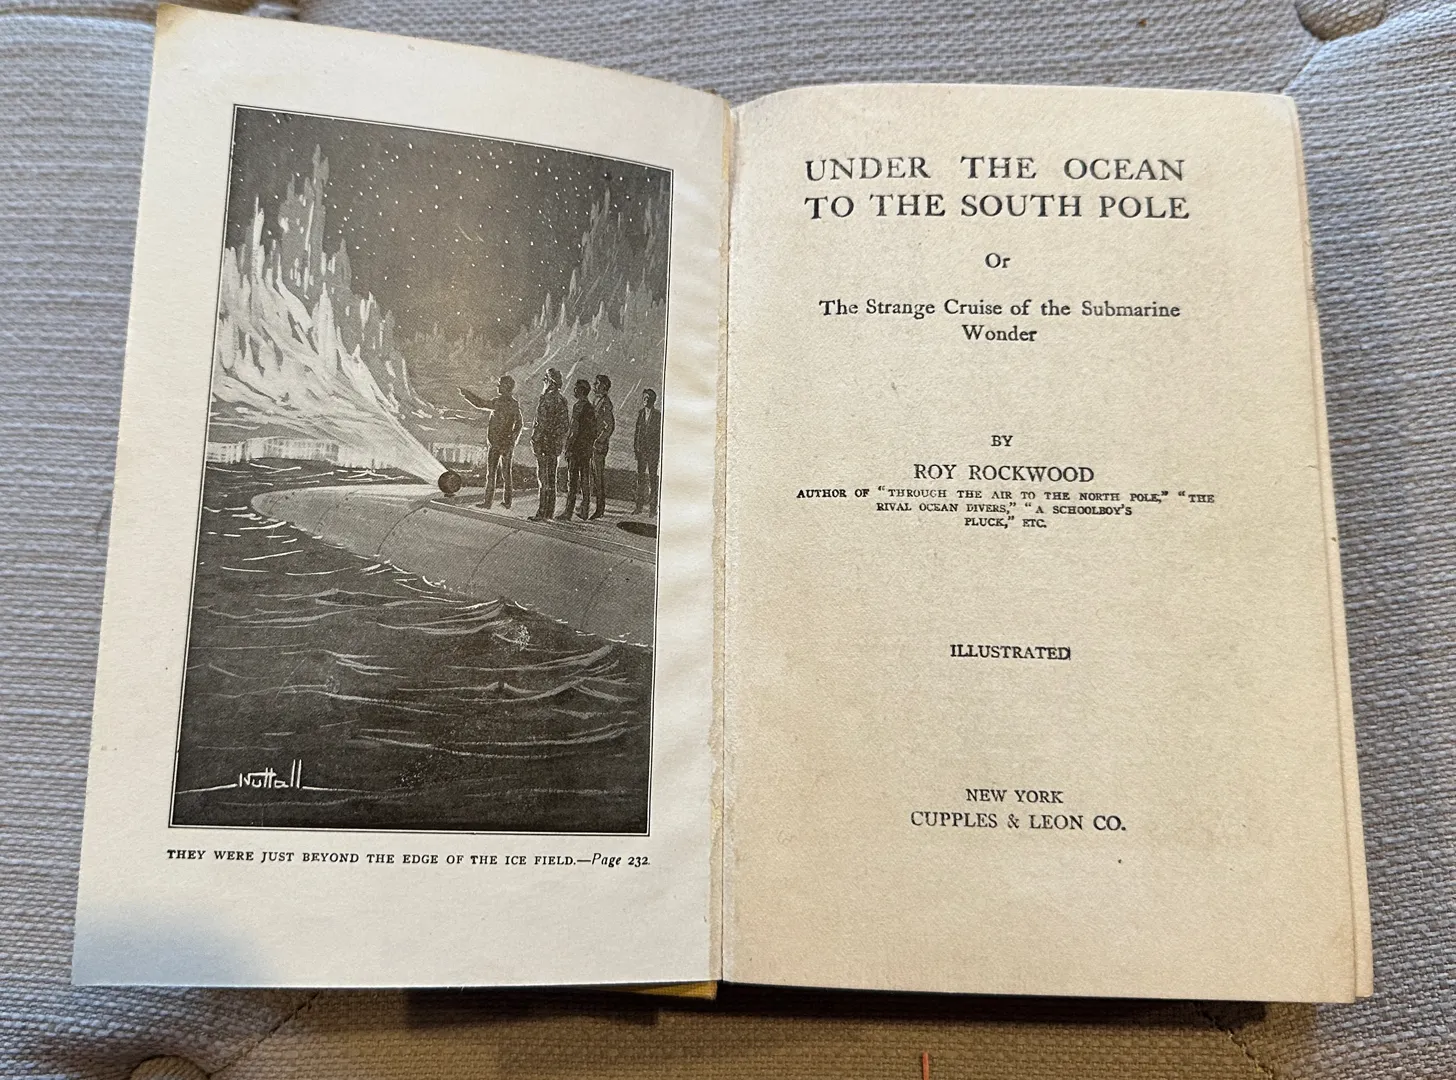 Nuttall
THEY WERE JUST BEYOND THE EDGE OF THE ICE FIELD.—Page 232.
UNDER THE OCEAN
TO THE SOUTH POLE
Or
The Strange Cruise of the Submarine
Wonder
BY
ROY ROCKWOOD
AUTHOR OF "THROUGH THE AIR TO THE NORTH POLE," "THE
RIVAL OCEAN DIVERS," "A SCHOOLBOY'S
PLUCK," ETC.
ILLUSTRATED
NEW YORK
CUPPLES & LEON CO.